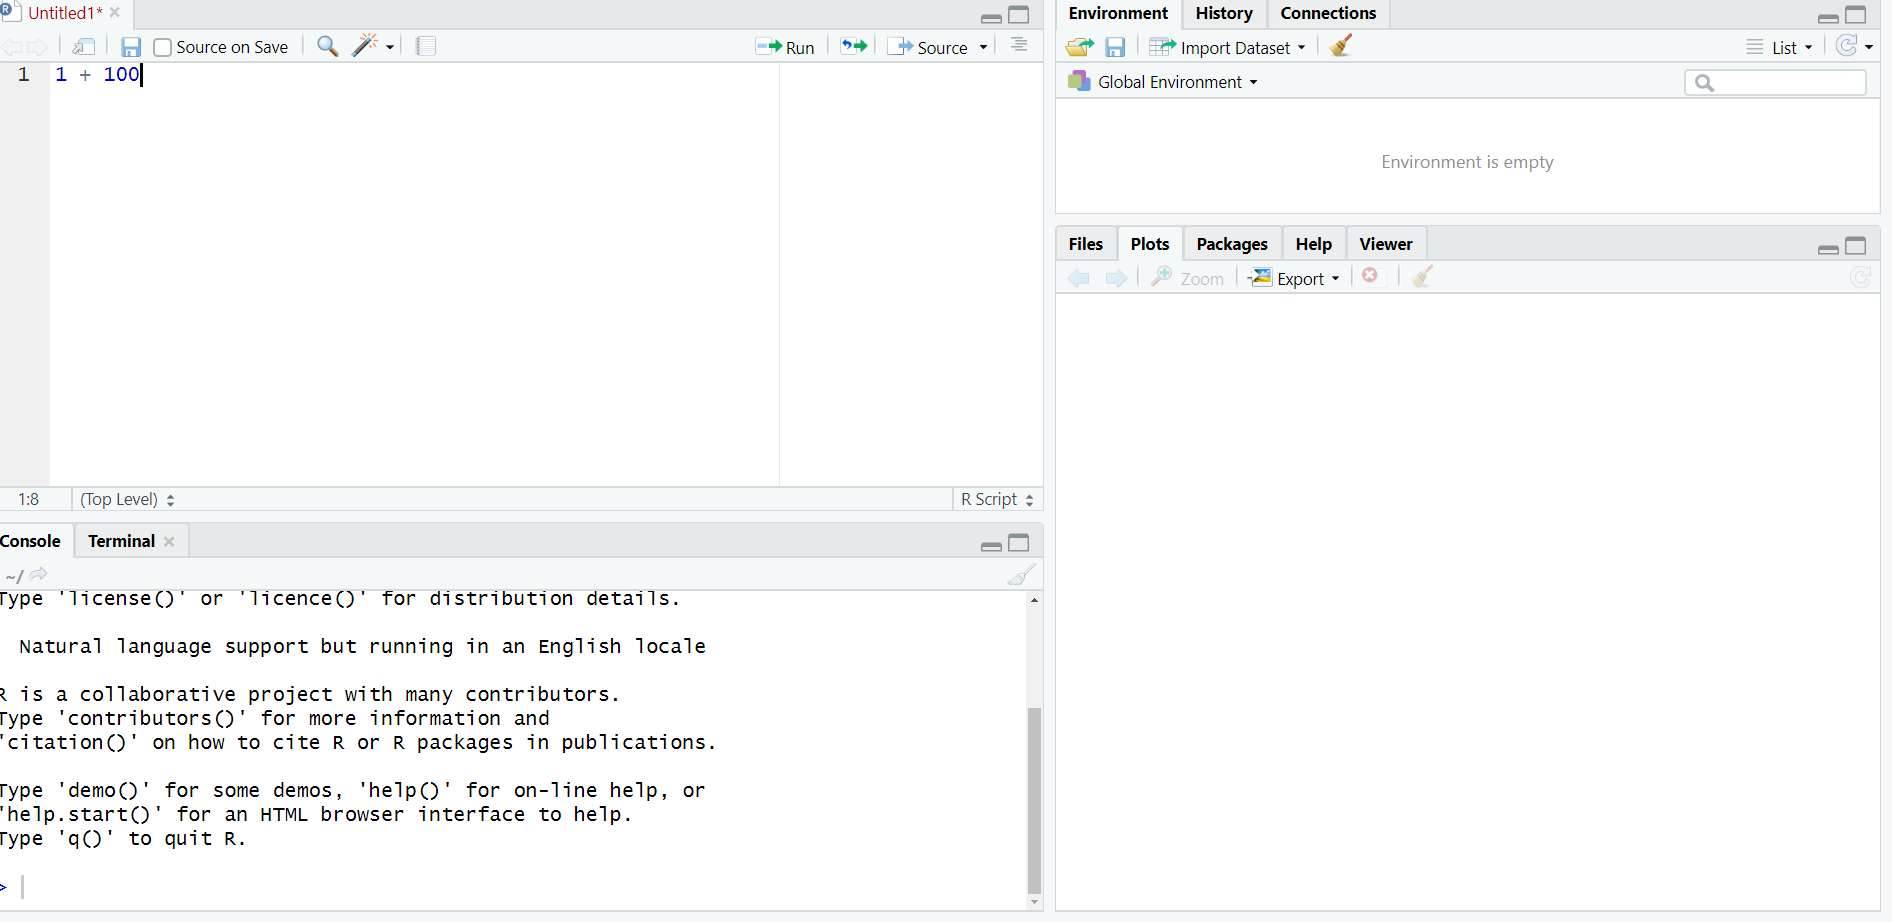 Untitled1*
Source on Save
Run
Source
1 1 + 100
1:8 (Top Level) R Script
Console Terminal
~/
Type 'license()' or 'licence()' for distribution details.
Natural language support but running in an English locale
R is a collaborative project with many contributors.
Type 'contributors()' for more information and
'citation()' on how to cite R or R packages in publications.
Type 'demo()' for some demos, 'help()' for on-line help, or
'help.start()' for an HTML browser interface to help.
Type 'q()' to quit R.
>
Environment History Connections
Import Dataset List
Global Environment
Environment is empty
Files Plots Packages Help Viewer
Zoom Export